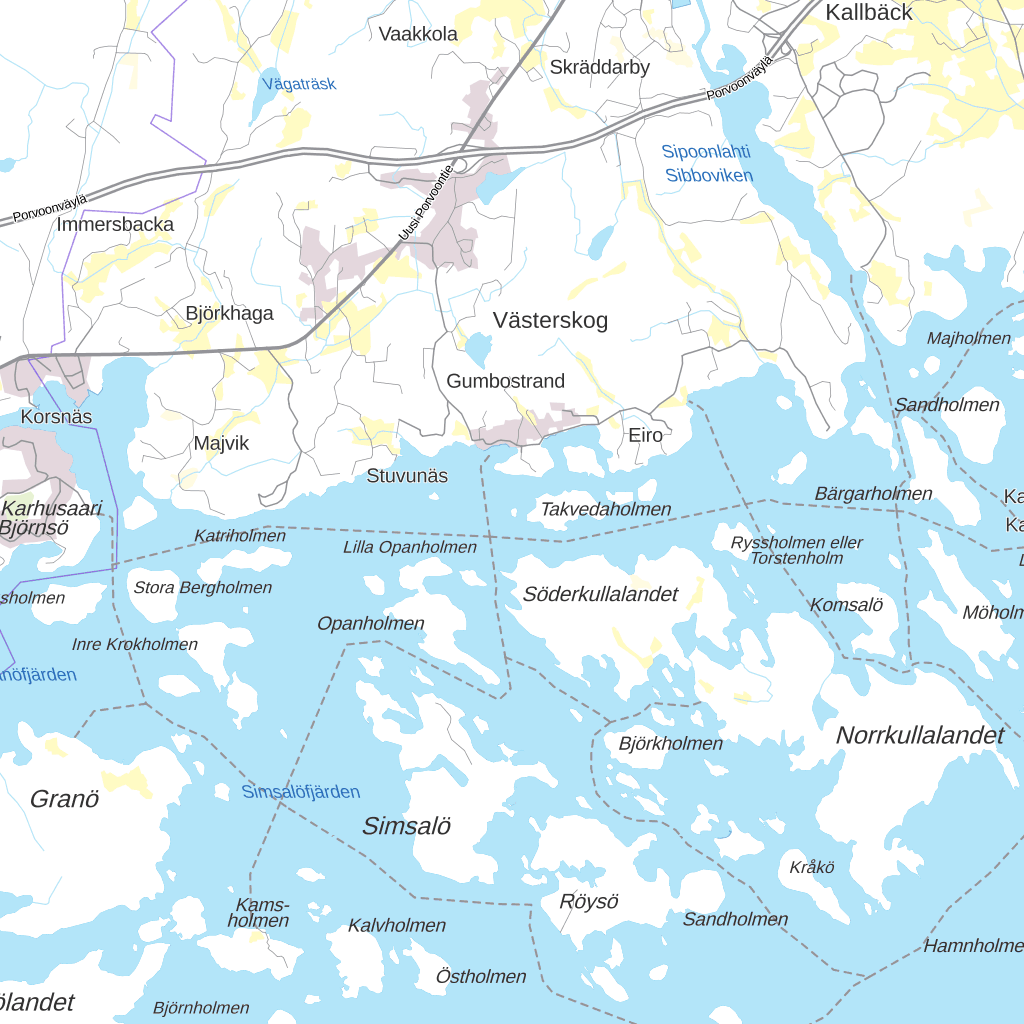 Kallbäck
Vaakkola
Skräddarby
Vägaträsk
Porvoonväylä
Sipoonlahti
Sibboviken
Uusi-Porvoontie
Porvoonväylä
Immersbacka
Björkhaga
Västerskog
Majholmen
Gumbostrand
Sandholmen
Korsnäs
Majvik
Eiro
Stuvunäs
Bärgarholmen
Karhusaari
Björnsö
Takvedaholmen
Katriholmen
Lilla Opanholmen
Ryssholmen eller
Torstenholm
Stora Bergholmen
Söderkullalandet
Komsalö
Opanholmen
Inre Krokholmen
Norrkullalandet
Björkholmen
Simsalöfjärden
Granö
Simsalö
Kråkö
Röysö
Kams-
holmen
Kalvholmen
Sandholmen
Östholmen
Björnholmen